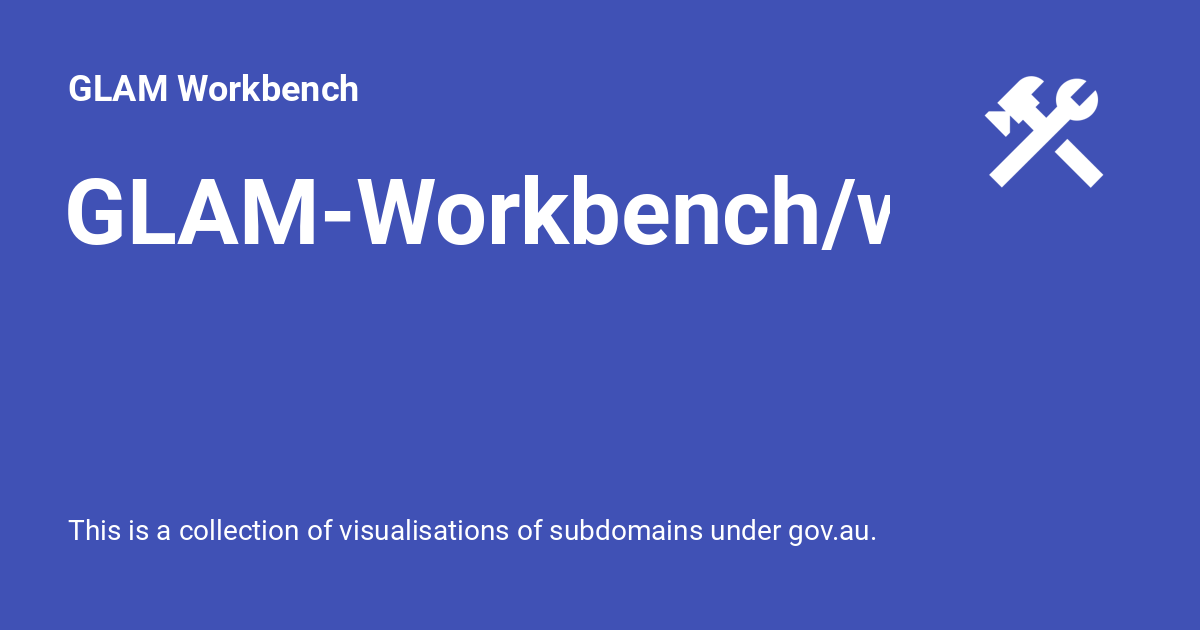 GLAM Workbench
GLAM-Workbench/
This is a collection of visualisations of subdomains under gov.au.